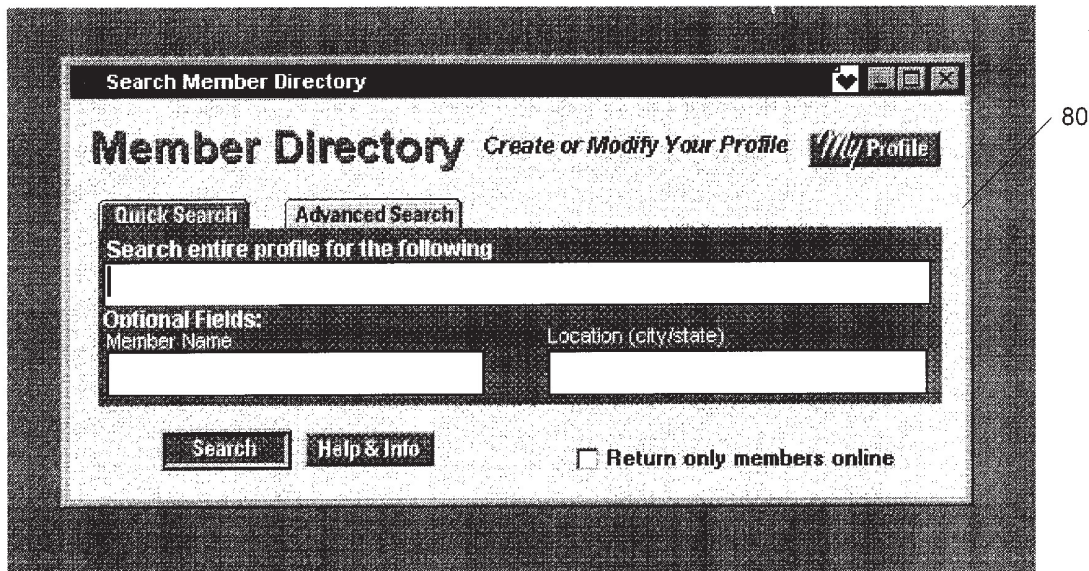 Search Member Directory
80
Member Directory Create or Modify Your Profile My Profile
Quick Search Advanced Search
Search entire profile for the following
Optional Fields:
Member Name Location (city/state)
Search Help & Info
Return only members online